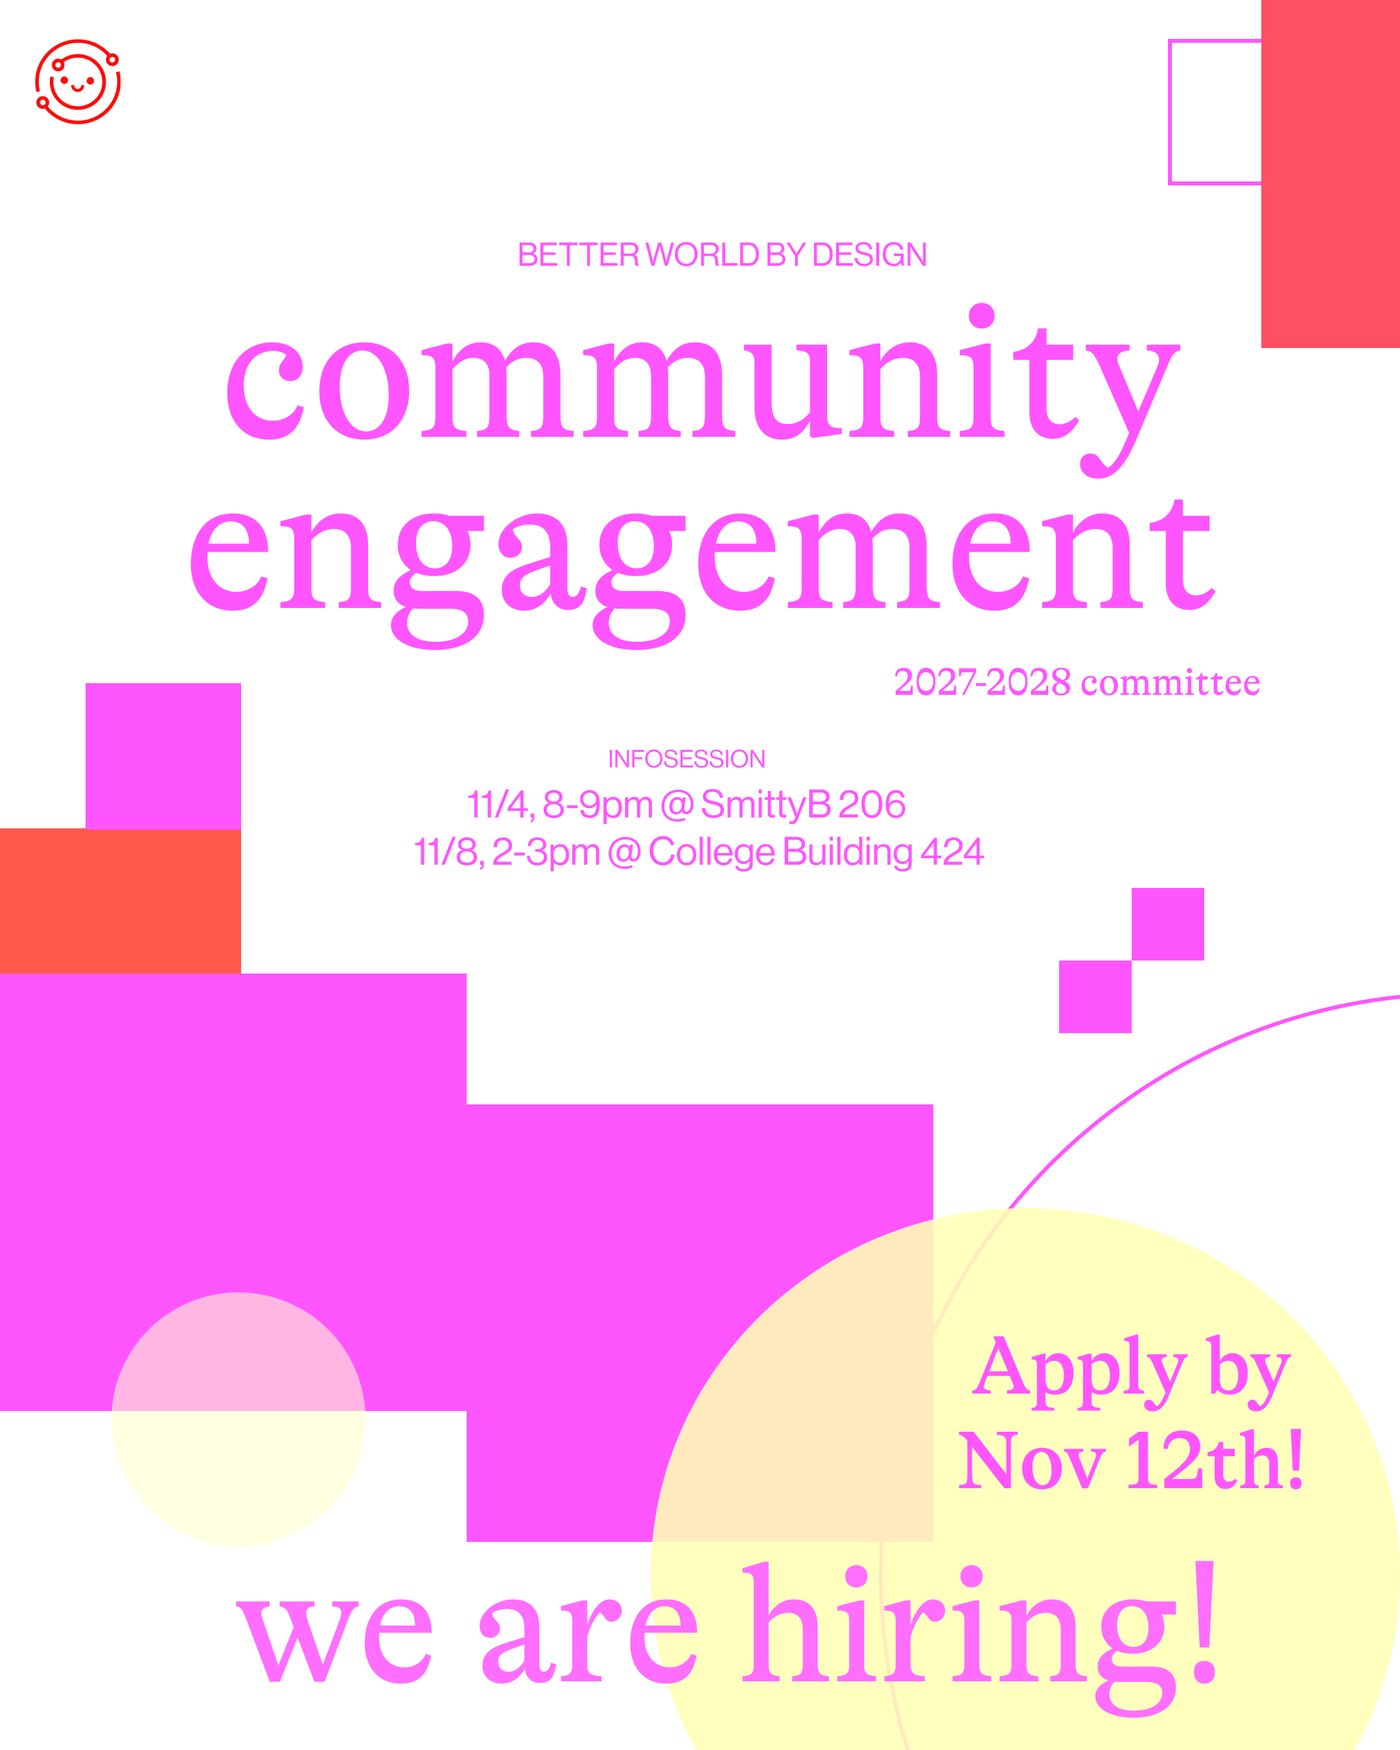 BETTER WORLD BY DESIGN
community
engagement
2027-2028 committee
INFOSESSION
11/4, 8-9pm @ SmittyB 206
11/8, 2-3pm @ College Building 424
Apply by
Nov 12th!
we are hiring!